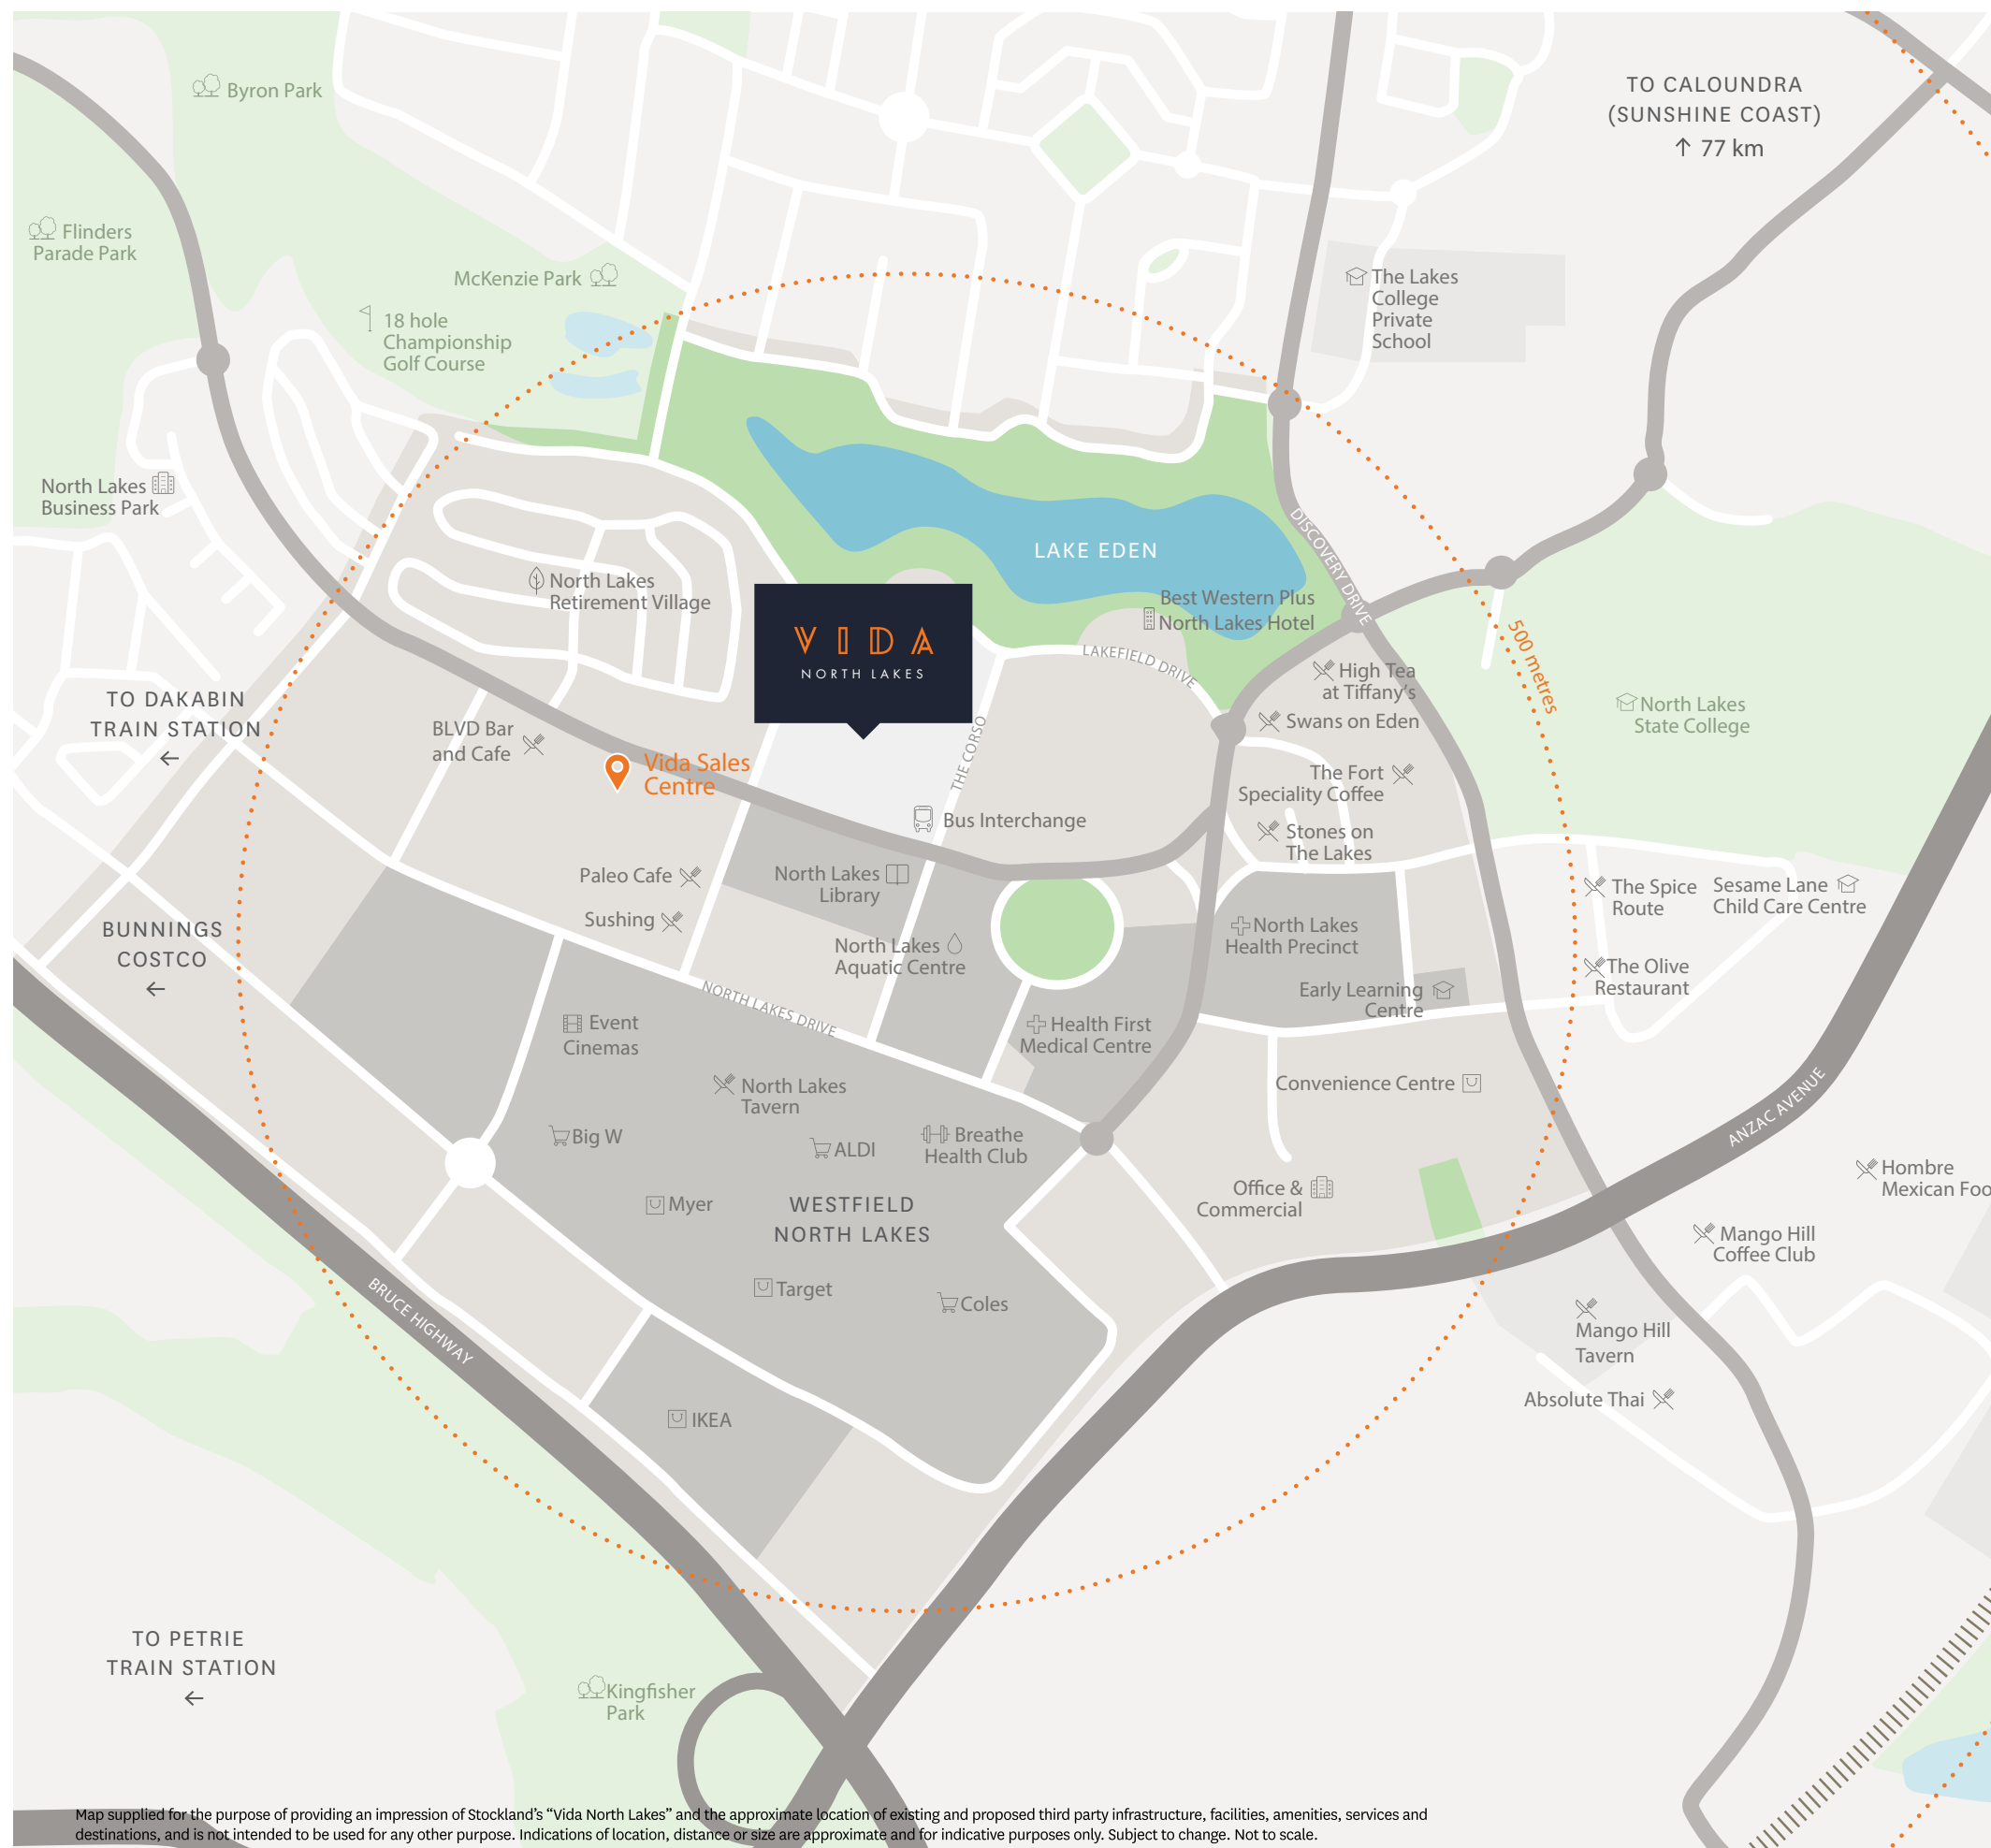 Byron Park
TO CALOUNDRA
(SUNSHINE COAST)
↑ 77 km
Flinders
Parade Park
McKenzie Park
18 hole
Championship
Golf Course
The Lakes
College
Private
School
North Lakes
Business Park
DISCOVERY DRIVE
LAKE EDEN
North Lakes
Retirement Village
Best Western Plus
North Lakes Hotel
VIDA
NORTH LAKES
500 metres
LAKEFIELD DRIVE
High Tea
at Tiffany's
Swans on Eden
North Lakes
State College
TO DAKABIN
TRAIN STATION
←
BLVD Bar
and Cafe
Vida Sales
Centre
THE CORSO
The Fort
Speciality Coffee
Bus Interchange
Stones on
The Lakes
Paleo Cafe
North Lakes
Library
The Spice
Route
Sesame Lane
Child Care Centre
Sushing
BUNNINGS
COSTCO
←
North Lakes
Aquatic Centre
North Lakes
Health Precinct
The Olive
Restaurant
Early Learning
Centre
NORTH LAKES DRIVE
Event
Cinemas
Health First
Medical Centre
North Lakes
Tavern
Convenience Centre
ANZAC AVENUE
Big W
ALDI
Breathe
Health Club
Hombre
Mexican Foo
Myer
WESTFIELD
NORTH LAKES
Office &
Commercial
Mango Hill
Coffee Club
Target
Coles
BRUCE HIGHWAY
Mango Hill
Tavern
Absolute Thai
IKEA
TO PETRIE
TRAIN STATION
←
Kingfisher
Park
Map supplied for the purpose of providing an impression of Stockland's “Vida North Lakes” and the approximate location of existing and proposed third party infrastructure, facilities, amenities, services and
destinations, and is not intended to be used for any other purpose. Indications of location, distance or size are approximate and for indicative purposes only. Subject to change. Not to scale.